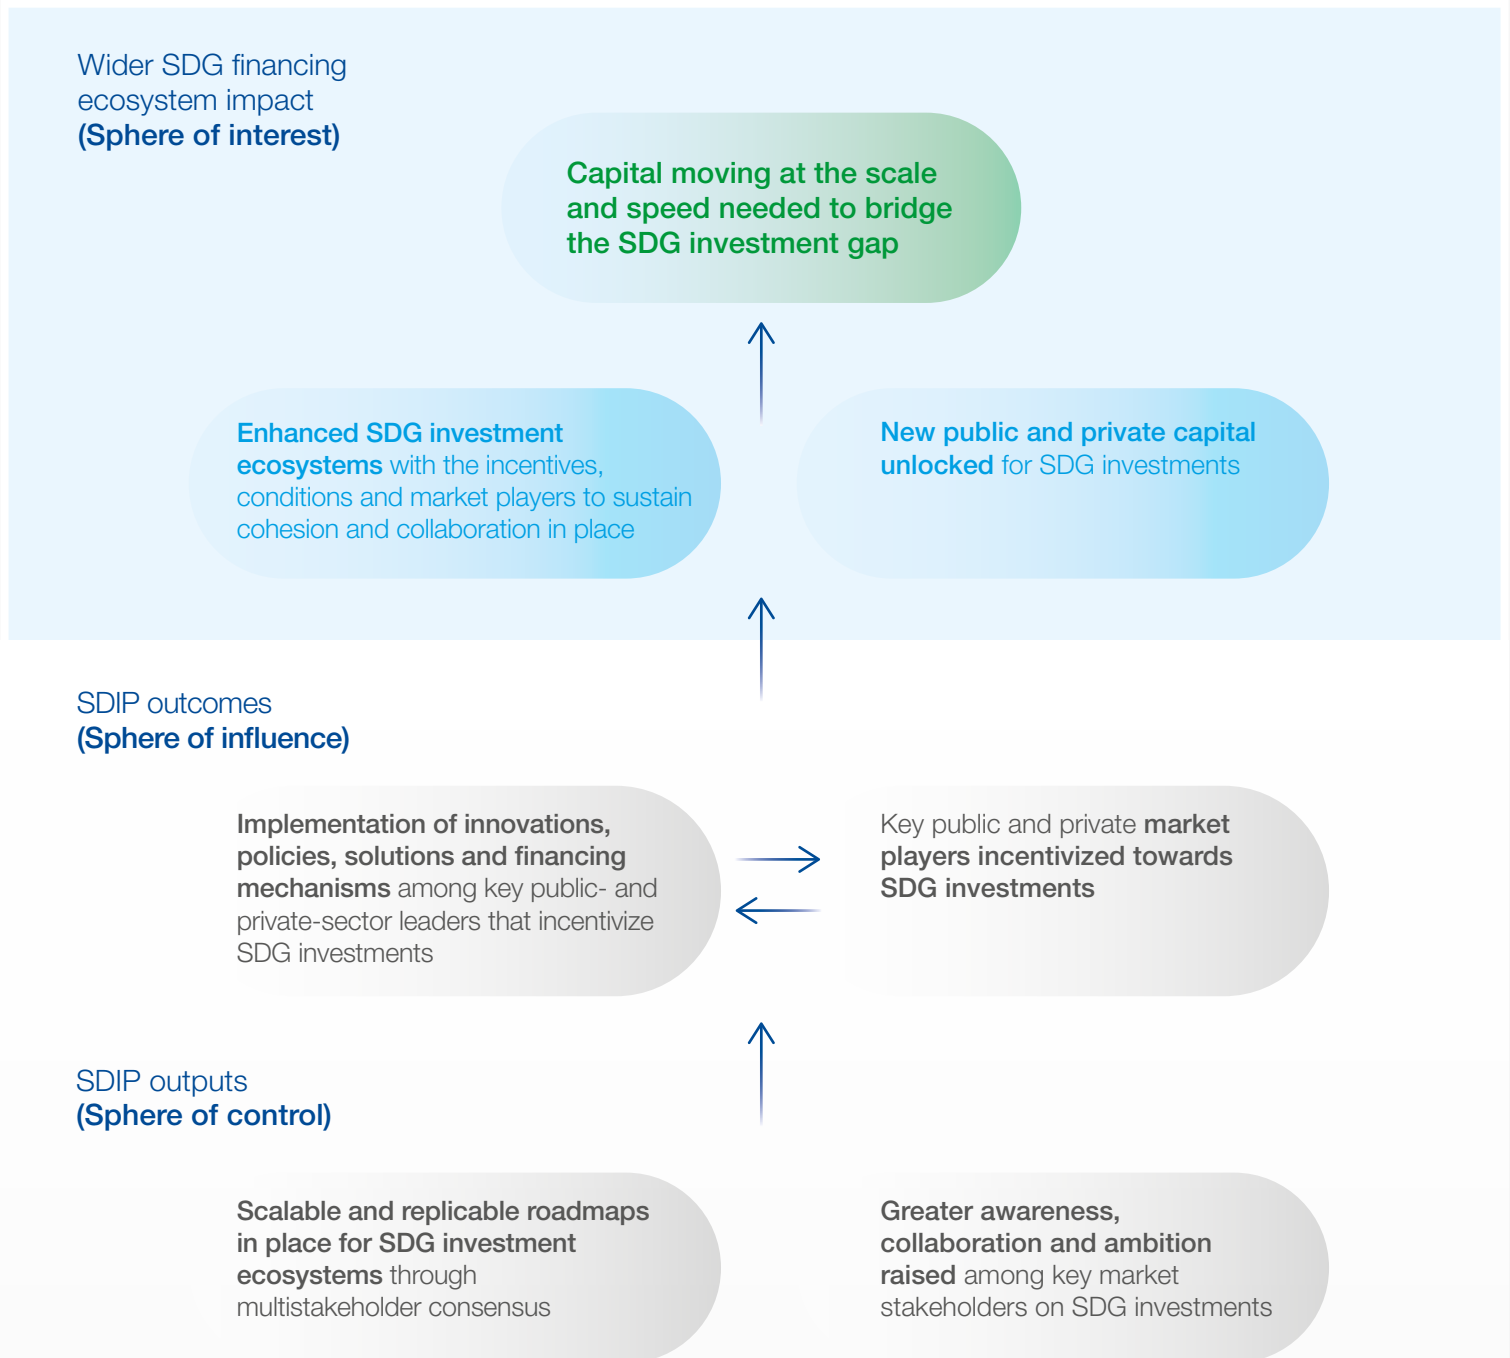 Wider SDG financing
ecosystem impact
(Sphere of interest)
Capital moving at the scale
and speed needed to bridge
the SDG investment gap
Enhanced SDG investment
ecosystems with the incentives,
conditions and market players to sustain
cohesion and collaboration in place
New public and private capital
unlocked for SDG investments
SDIP outcomes
(Sphere of influence)
Implementation of innovations,
policies, solutions and financing
mechanisms among key public- and
private-sector leaders that incentivize
SDG investments
Key public and private market
players incentivized towards
SDG investments
SDIP outputs
(Sphere of control)
Scalable and replicable roadmaps
in place for SDG investment
ecosystems through
multistakeholder consensus
Greater awareness,
collaboration and ambition
raised among key market
stakeholders on SDG investments